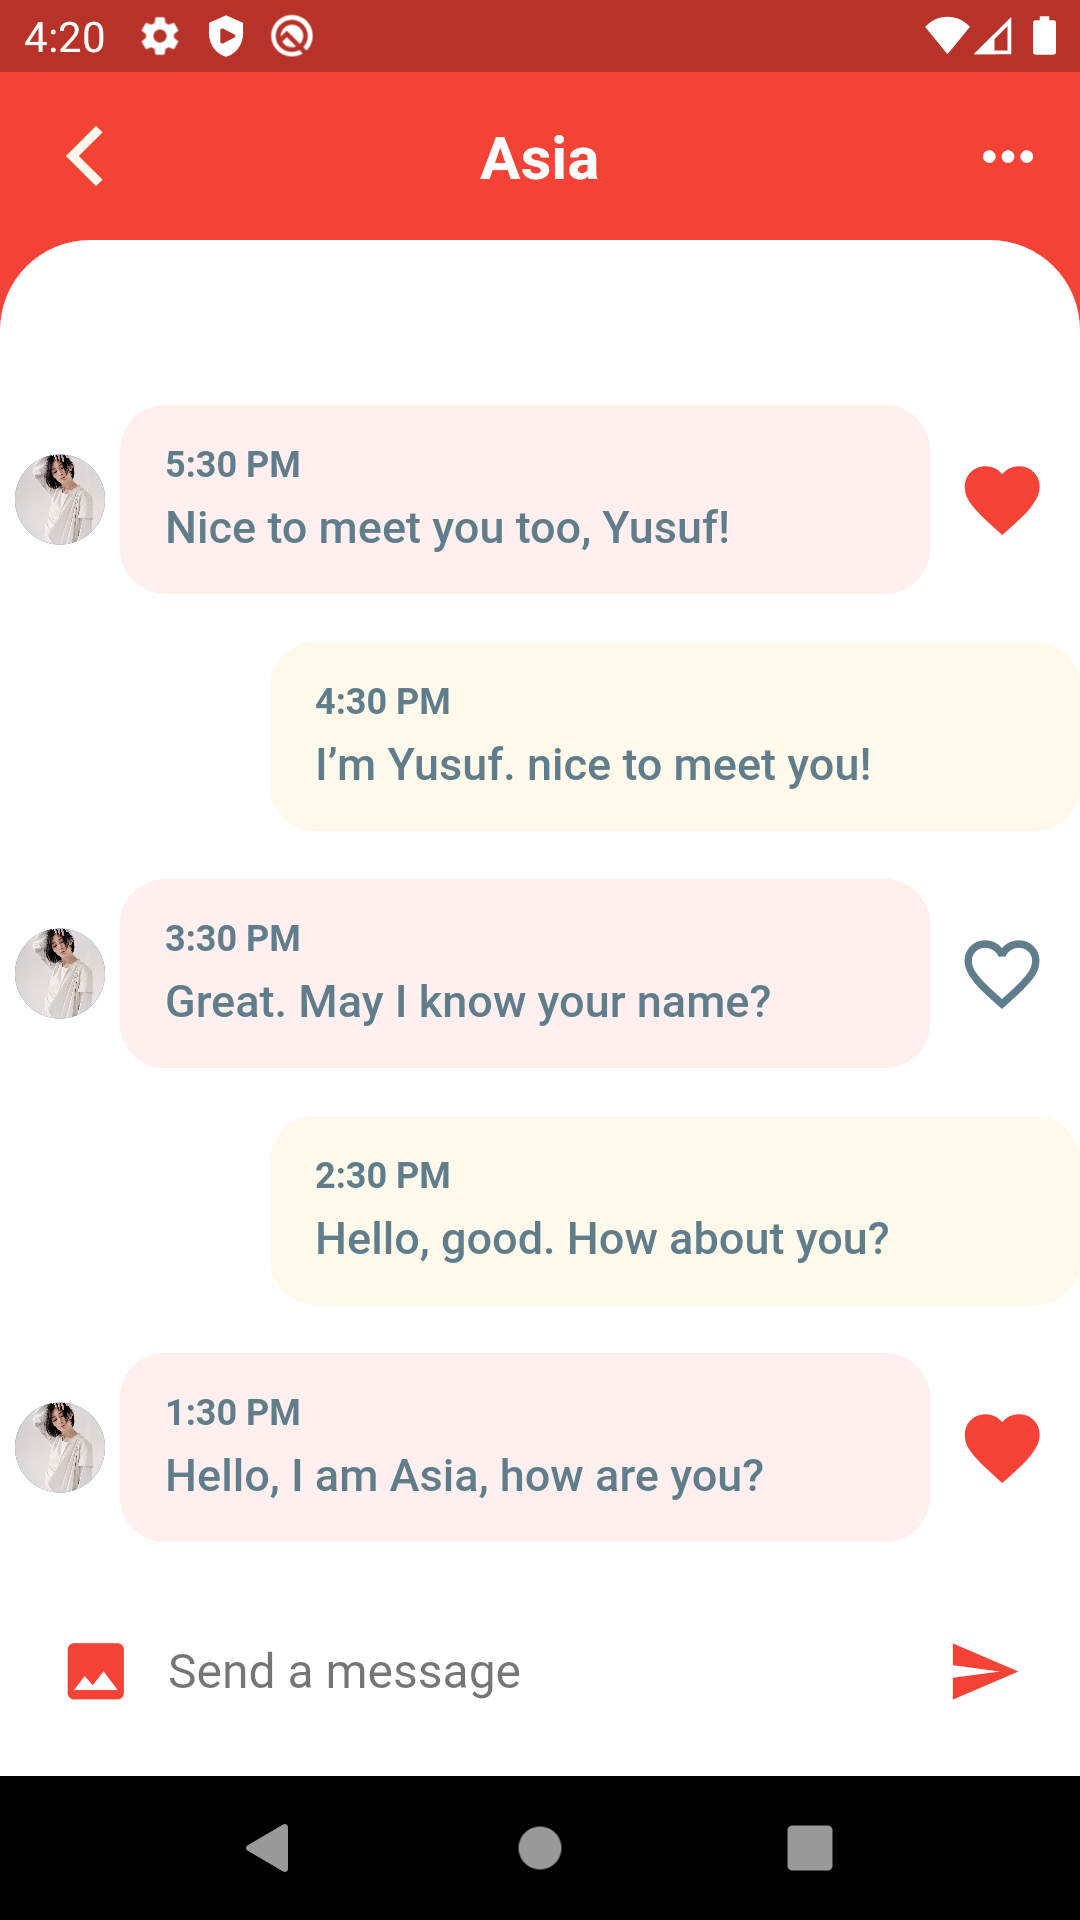 4:20
Asia
5:30 PM
Nice to meet you too, Yusuf!
4:30 PM
I’m Yusuf. nice to meet you!
3:30 PM
Great. May I know your name?
2:30 PM
Hello, good. How about you?
1:30 PM
Hello, I am Asia, how are you?
Send a message